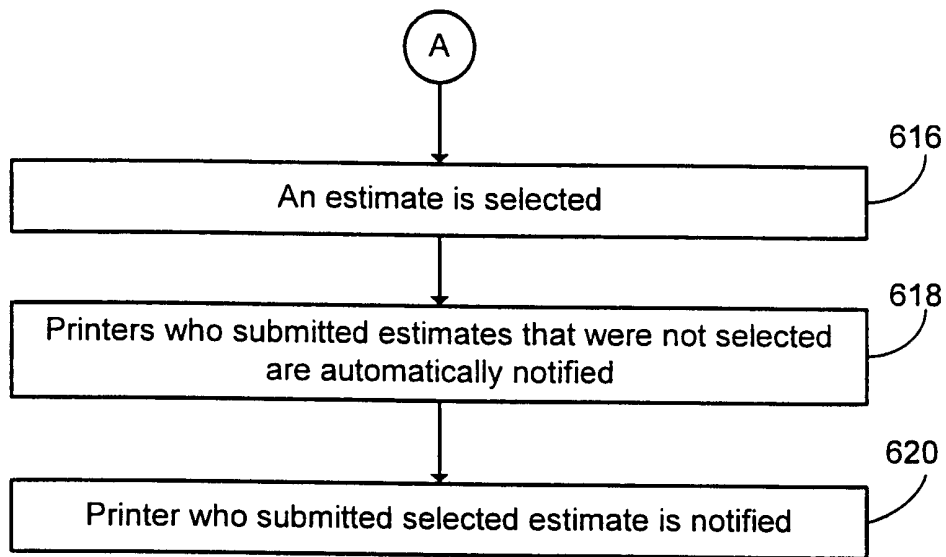 A
616
An estimate is selected
618
Printers who submitted estimates that were not selected
are automatically notified
620
Printer who submitted selected estimate is notified